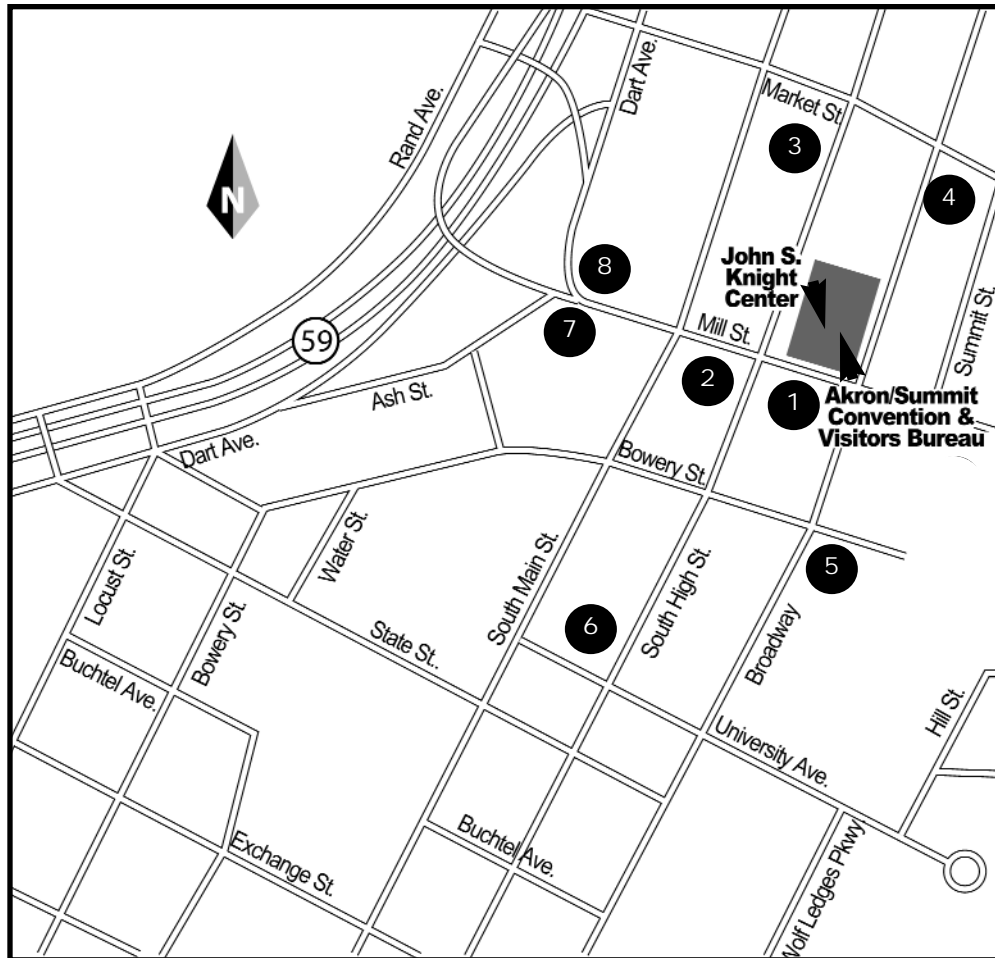 Rand Ave.
Dart Ave.
Market St.
3
4
N
8
John S.
Knight
Center
7
Mill St.
Summit St.
59
2
1
Ash St.
Akron/Summit
Convention &
Visitors Bureau
Dart Ave.
Bowery St.
Water St.
Locust St.
South Main St.
5
6
South High St.
Bowery St.
State St..
Broadway
Buchtel Ave.
Hill St.
University Ave.
Exchange St.
Buchtel Ave.
Wolf Ledges Pkwy